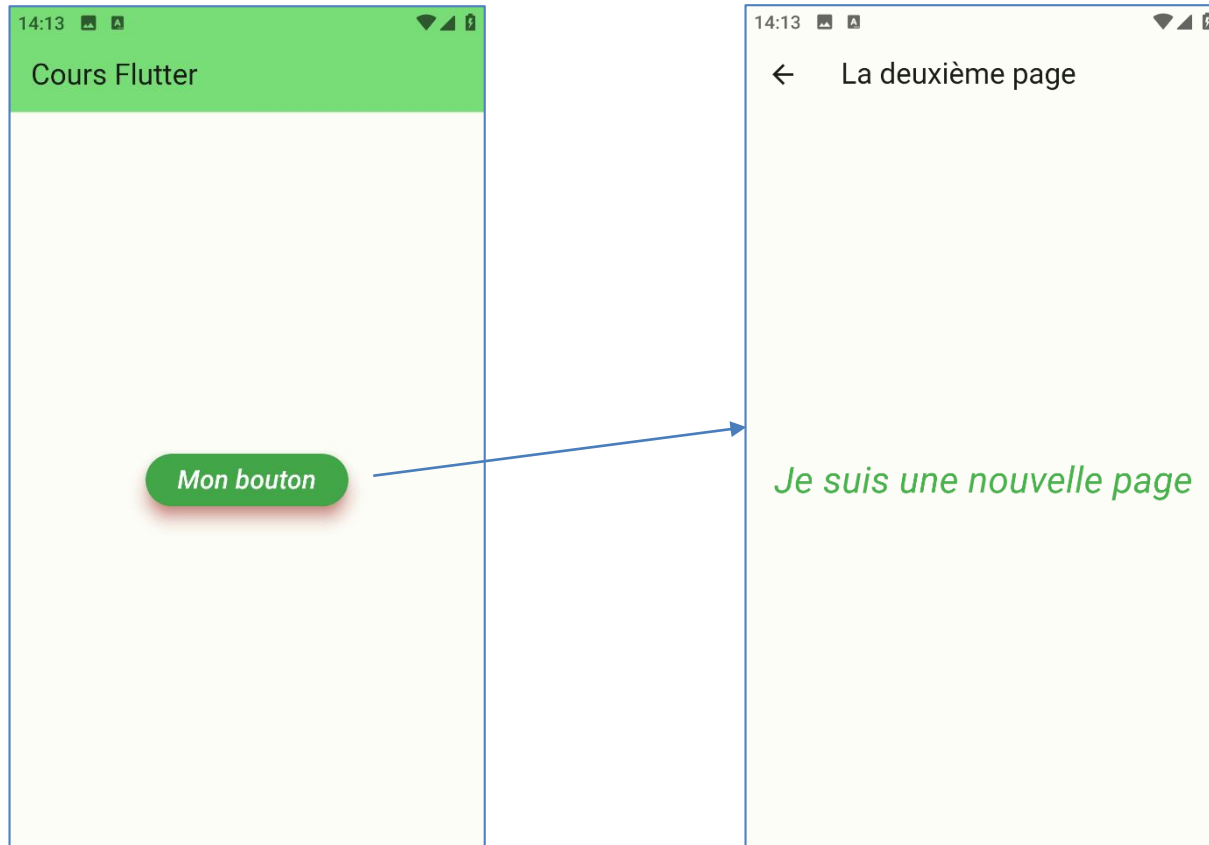 14:13
Cours Flutter
Mon bouton
14:13
La deuxième page
Je suis une nouvelle page